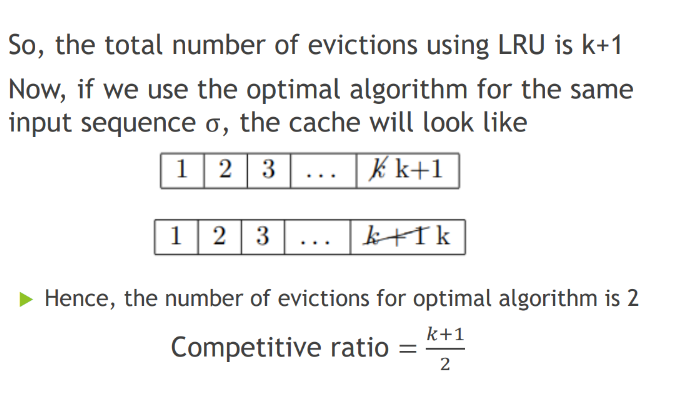 So, the total number of evictions using LRU is k+1
Now, if we use the optimal algorithm for the same
input sequence σ, the cache will look like
1 2 3 ... k k+1
1 2 3 ... k+1 k
Hence, the number of evictions for optimal algorithm is 2
Competitive ratio = k+1/2